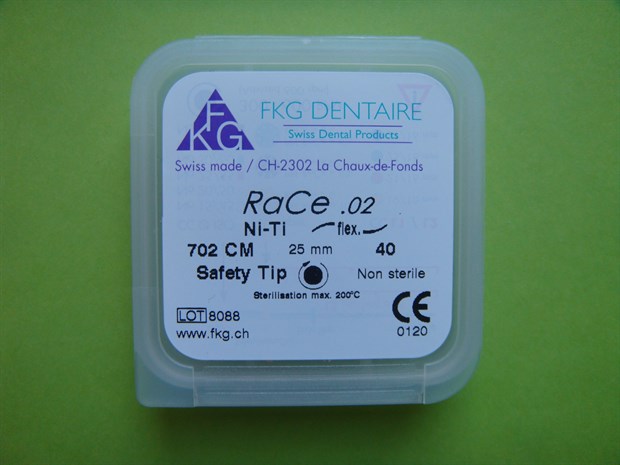 FKG
FKG DENTAIRE
Swiss Dental Products
Swiss made / CH-2302 La Chaux-de-Fonds
RaCe .02
Ni-Ti flex.
702 CM 25 mm 40
Safety Tip Non sterile
Sterilisation max. 200°C
LOT 8088 CE
www.fkg.ch 0120